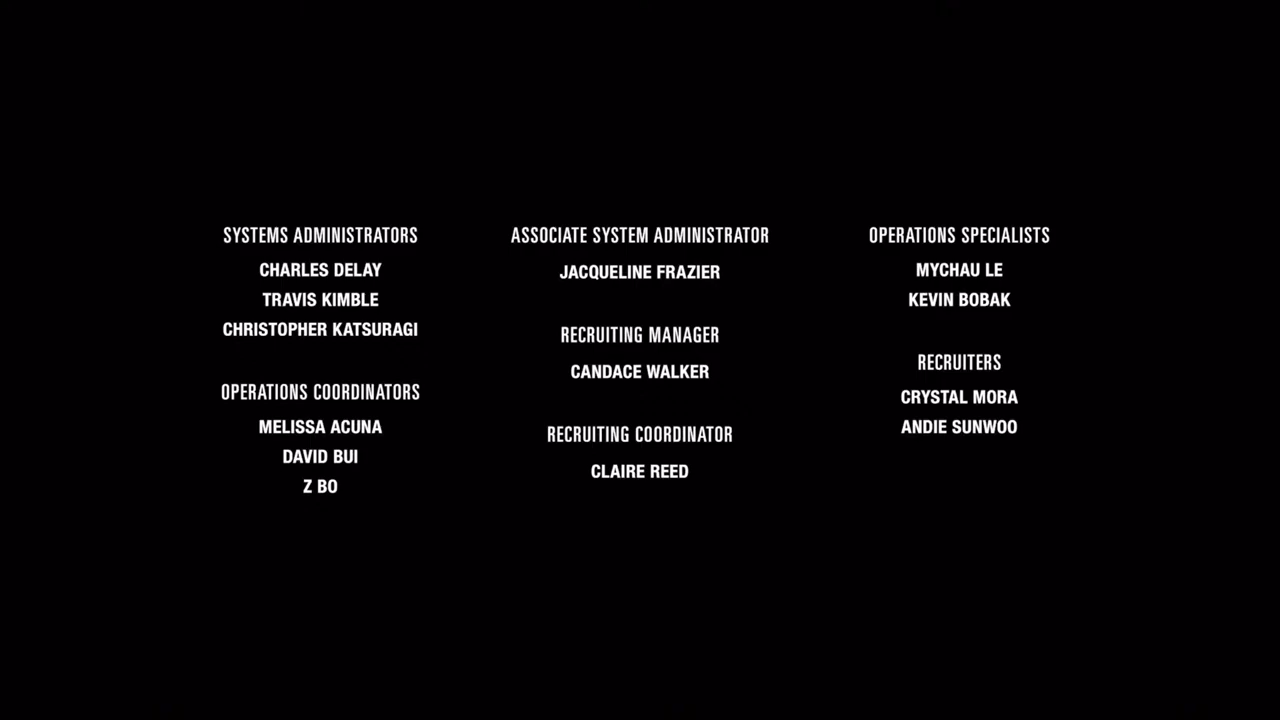 SYSTEMS ADMINISTRATORS
CHARLES DELAY
TRAVIS KIMBLE
CHRISTOPHER KATSURAGI
OPERATIONS COORDINATORS
MELISSA ACUNA
DAVID BUI
Z BO
ASSOCIATE SYSTEM ADMINISTRATOR
JACQUELINE FRAZIER
RECRUITING MANAGER
CANDACE WALKER
RECRUITING COORDINATOR
CLAIRE REED
OPERATIONS SPECIALISTS
MYCHAU LE
KEVIN BOBAK
RECRUITERS
CRYSTAL MORA
ANDIE SUNWOO